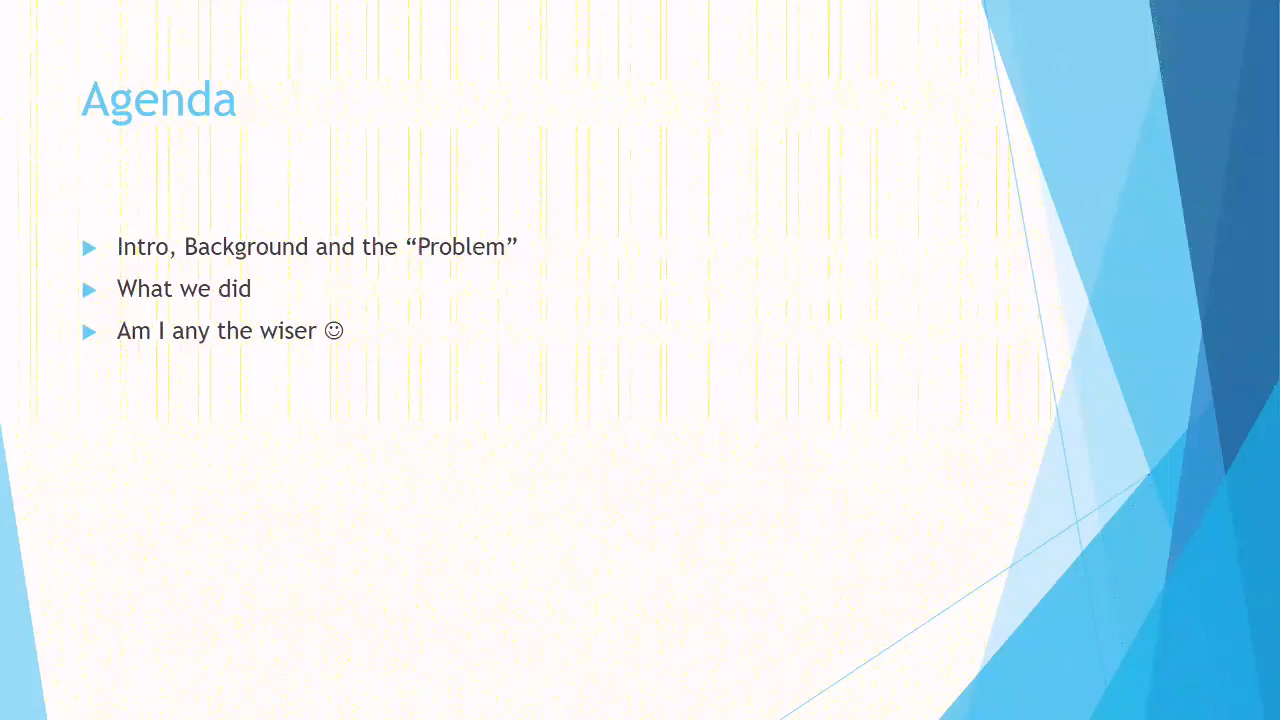 Agenda
Intro, Background and the “Problem”
What we did
Am I any the wiser ☺